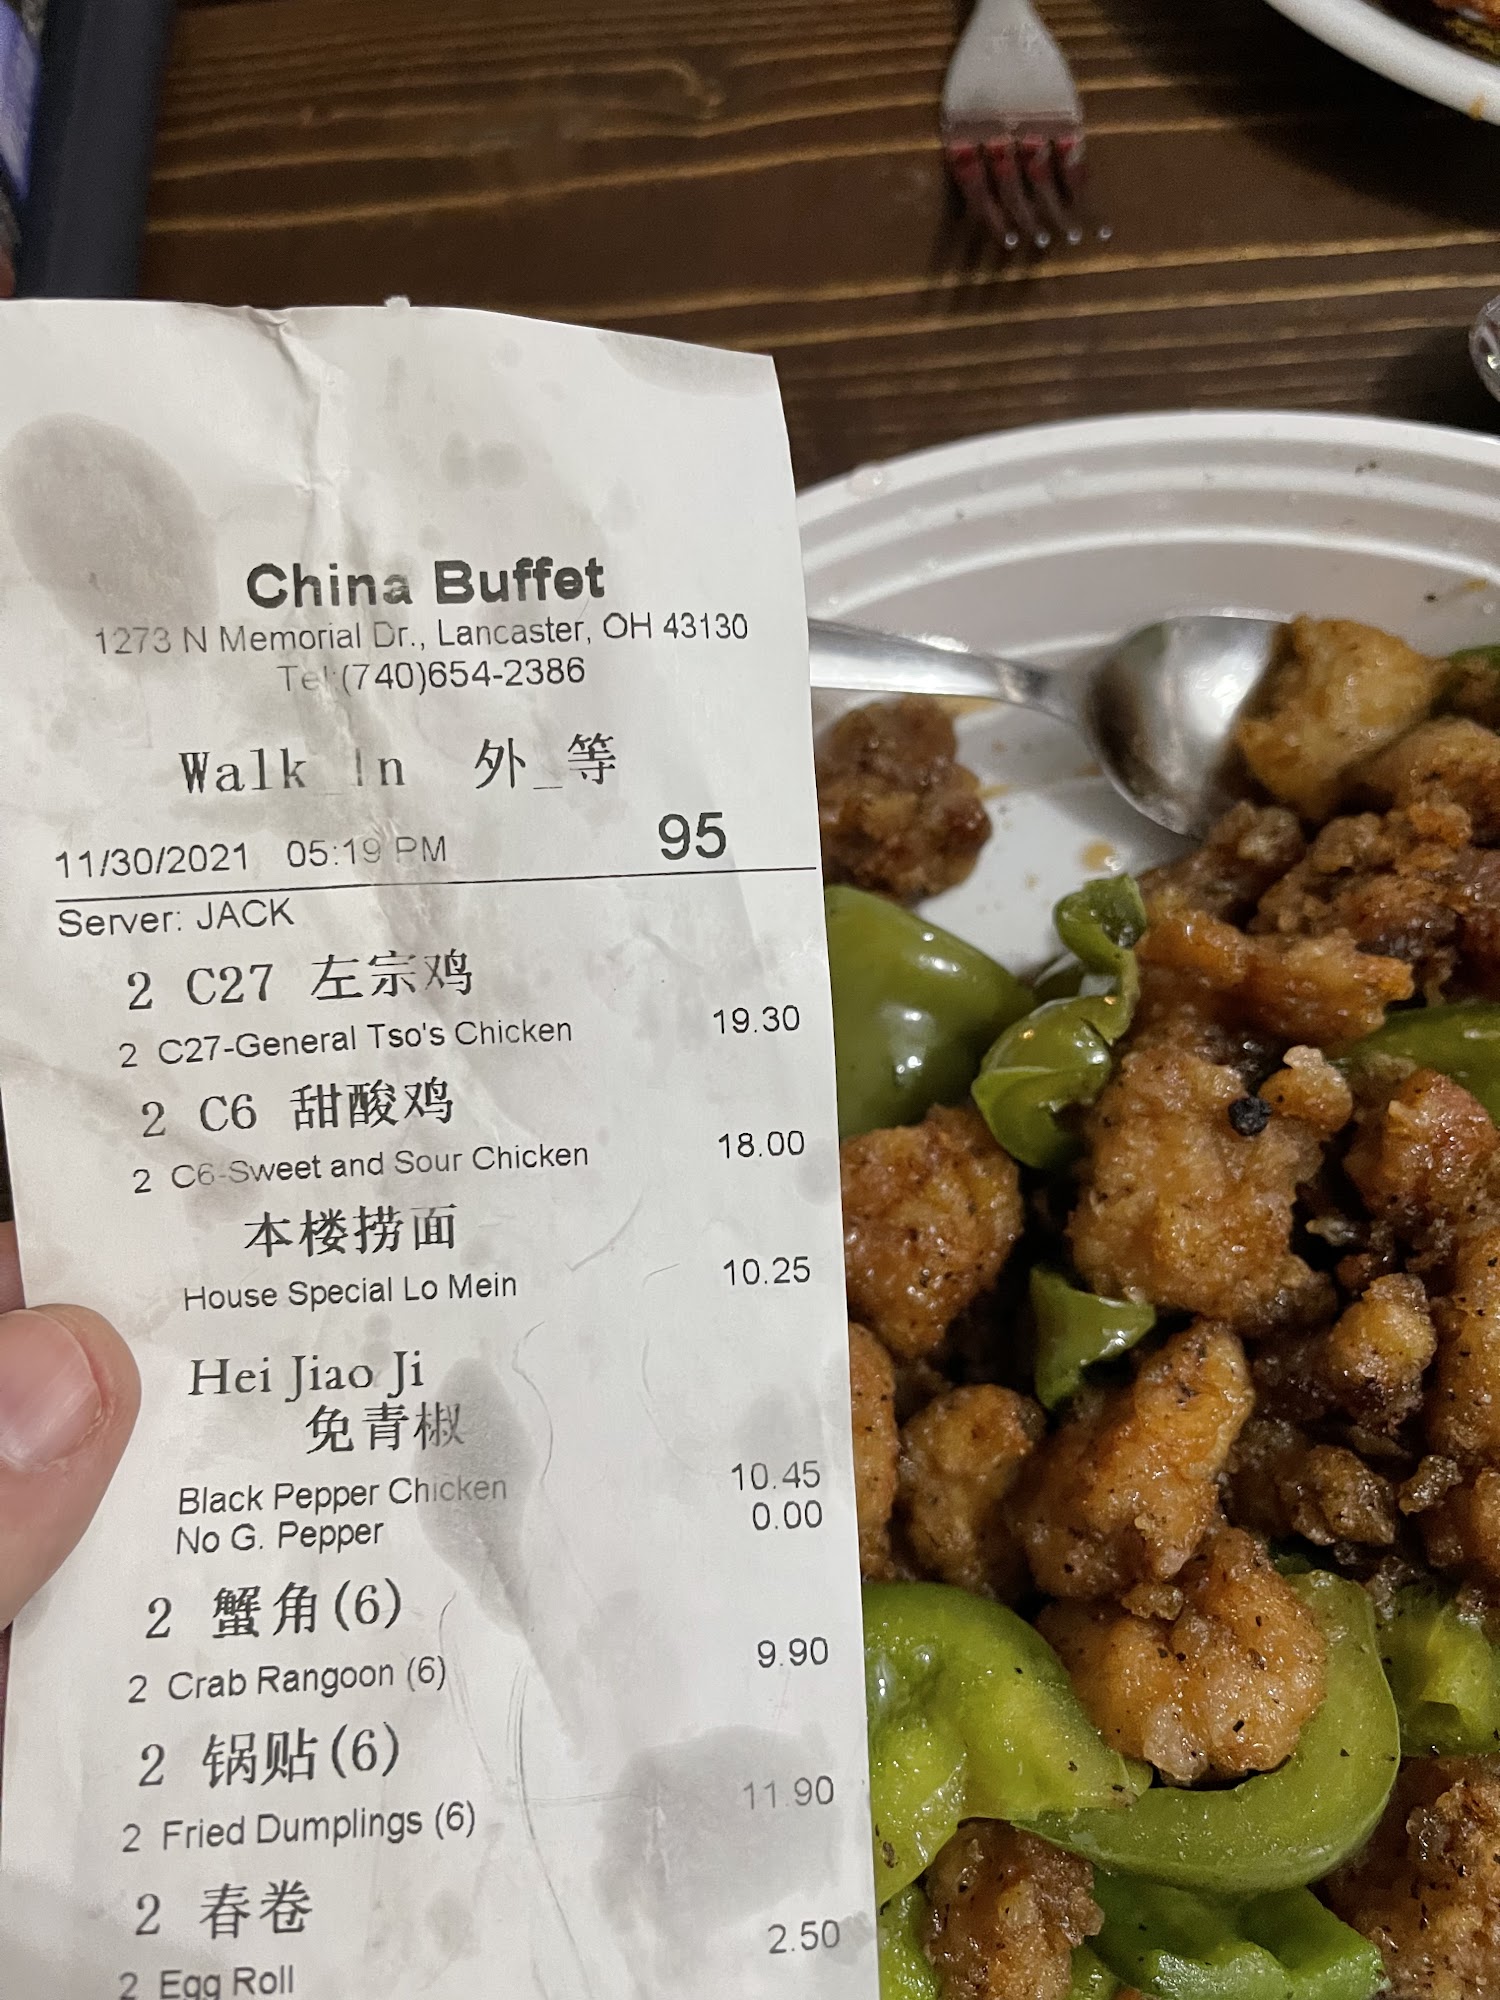 China Buffet
1273 N Memorial Dr., Lancaster, OH 43130
Tel:(740)654-2386
Walk_In 外_等
11/30/2021 05:19 PM 95
Server: JACK
2 C27 左宗鸡
2 C27-General Tso's Chicken 19.30
2 C6 甜酸鸡
2 C6-Sweet and Sour Chicken 18.00
本楼捞面
House Special Lo Mein 10.25
Hei Jiao Ji
免青椒
Black Pepper Chicken 10.45
No G. Pepper 0.00
2 蟹角(6)
2 Crab Rangoon (6) 9.90
2 锅贴(6)
2 Fried Dumplings (6) 11.90
2 春卷
2 Egg Roll 2.50